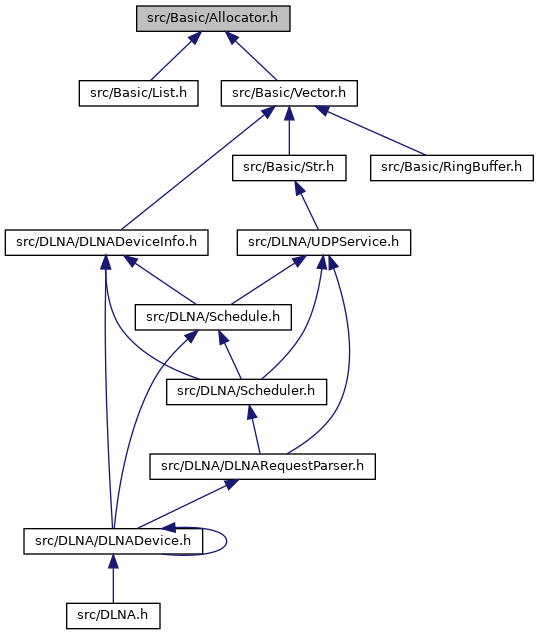 src/Basic/Allocator.h
src/Basic/List.h
src/Basic/Vector.h
src/Basic/Str.h
src/Basic/RingBuffer.h
src/DLNA/DLNADeviceInfo.h
src/DLNA/UDPService.h
src/DLNA/Schedule.h
src/DLNA/Scheduler.h
src/DLNA/DLNARequestParser.h
src/DLNA/DLNADevice.h
src/DLNA.h